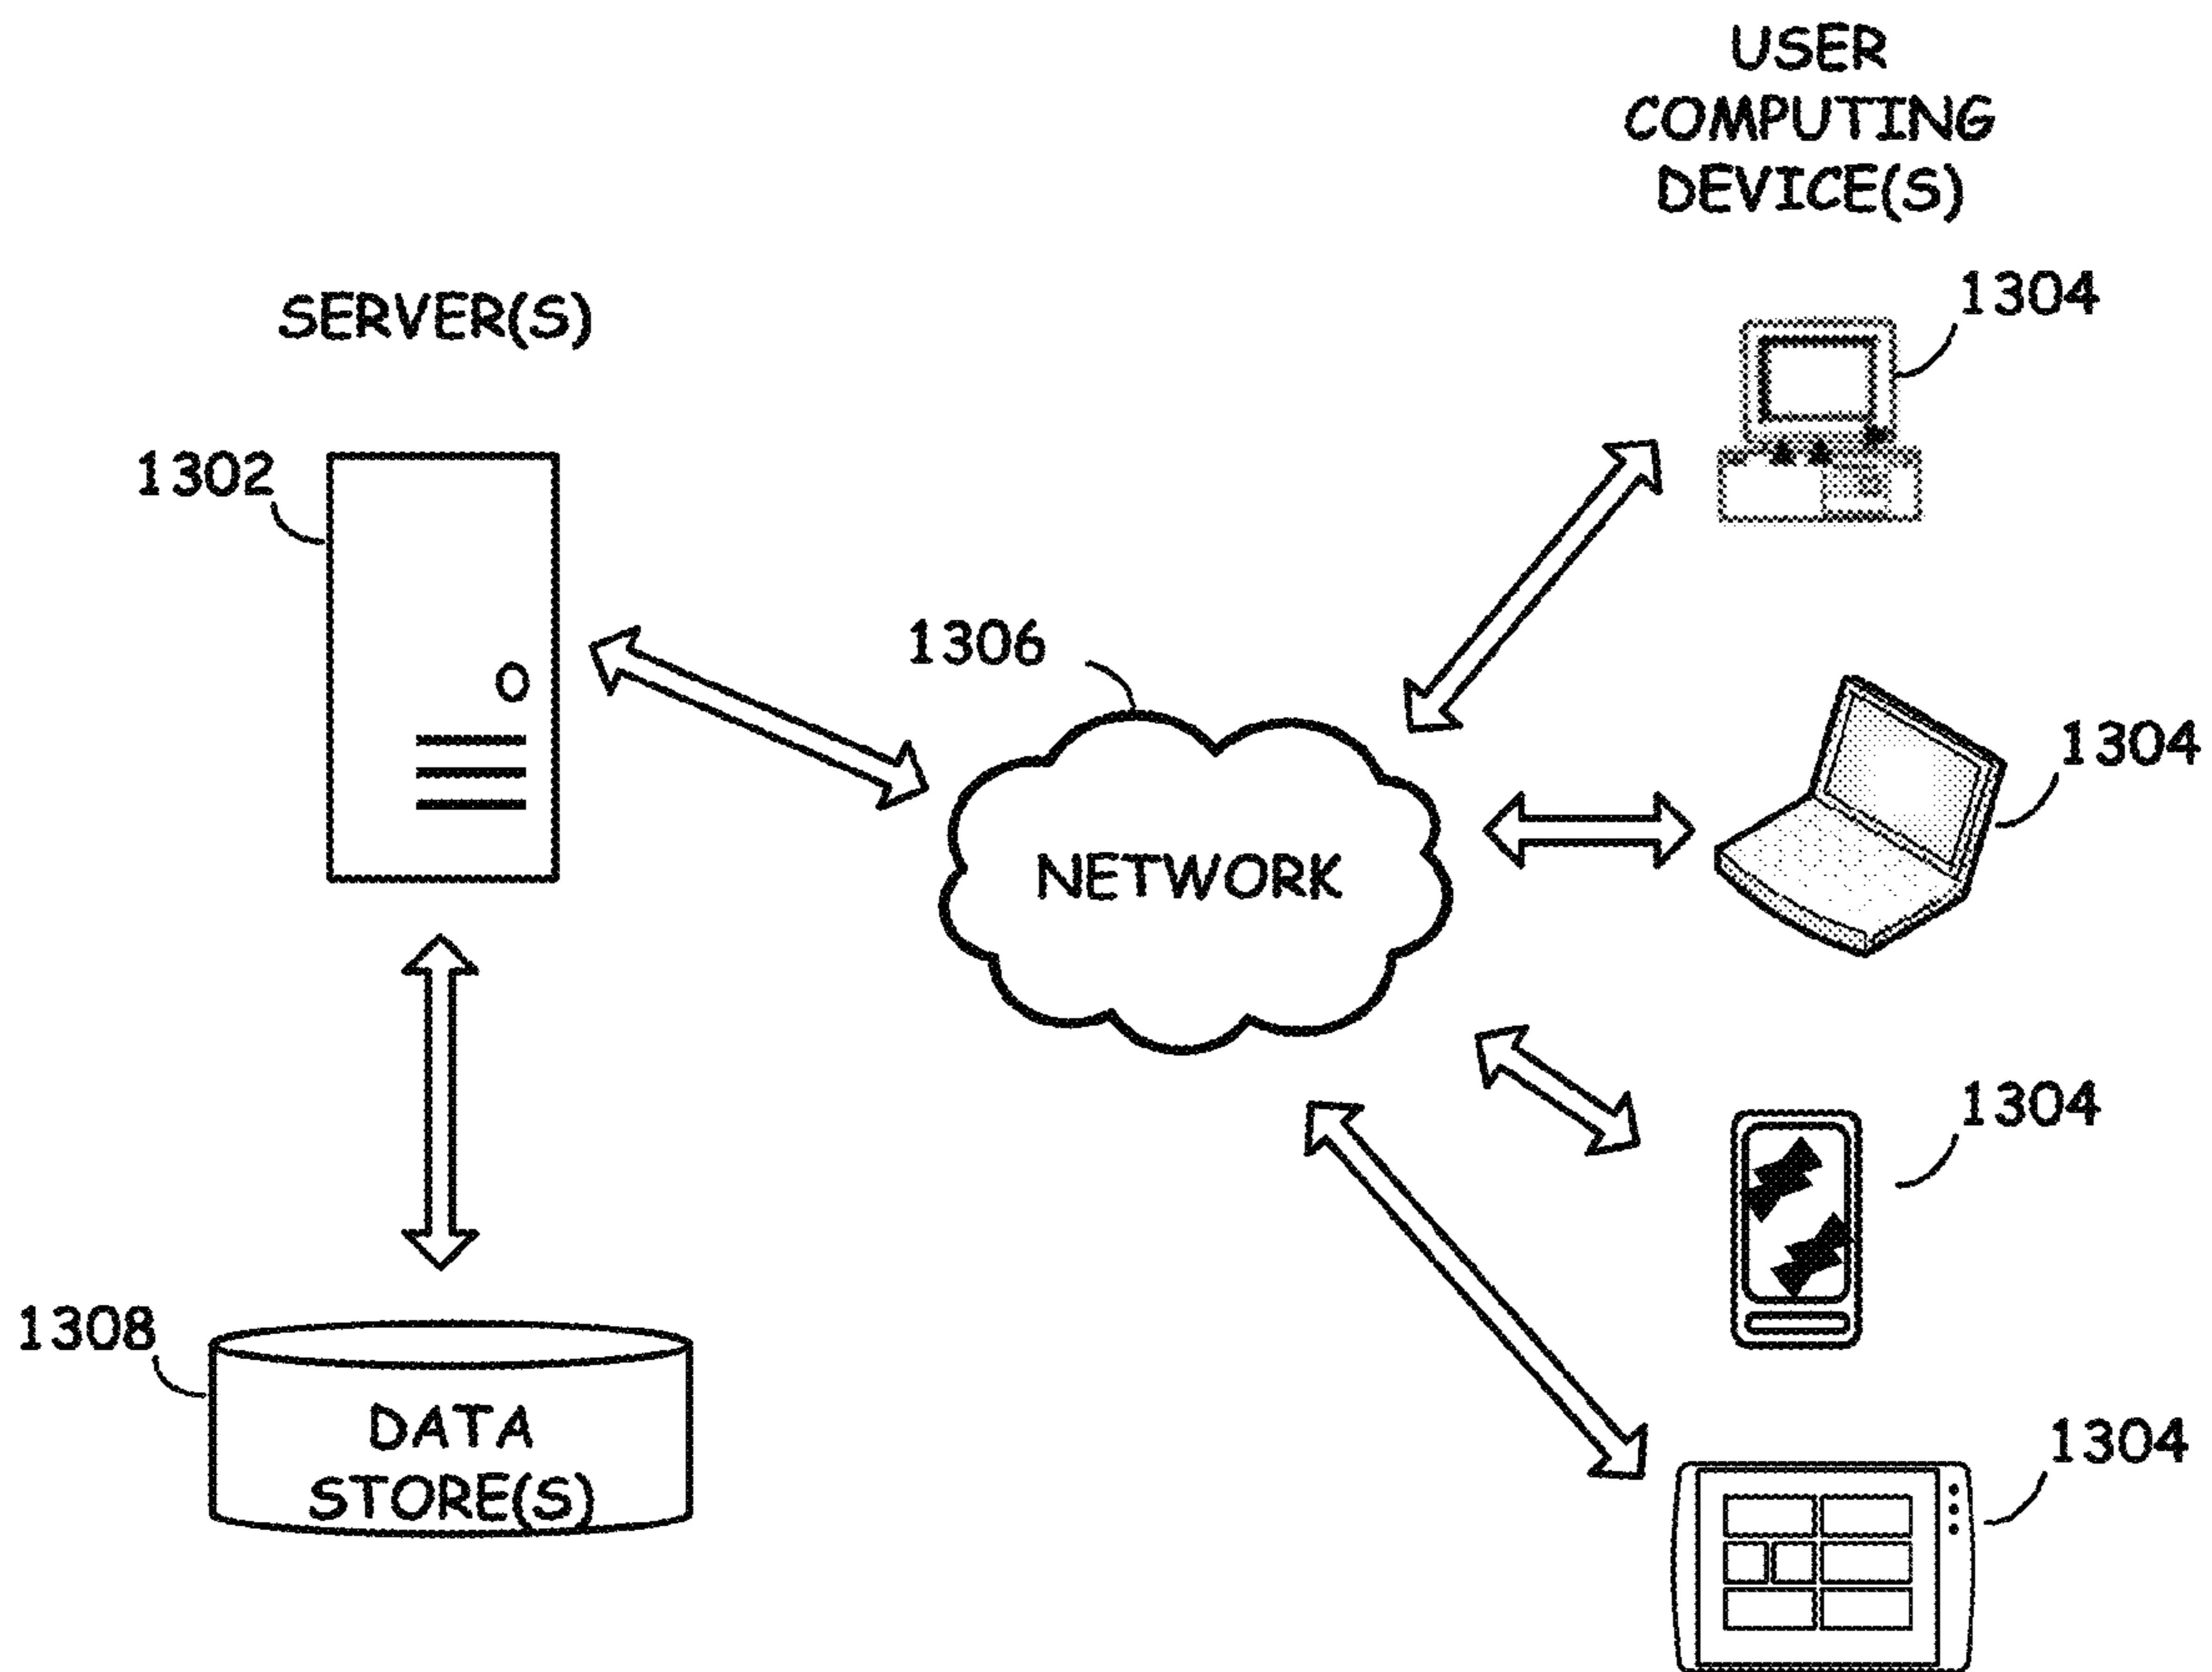 USER
COMPUTING
DEVICE(S)
1304
SERVER(S)
1302
1306
1304
NETWORK
1304
1308
DATA
STORE(S)
1304